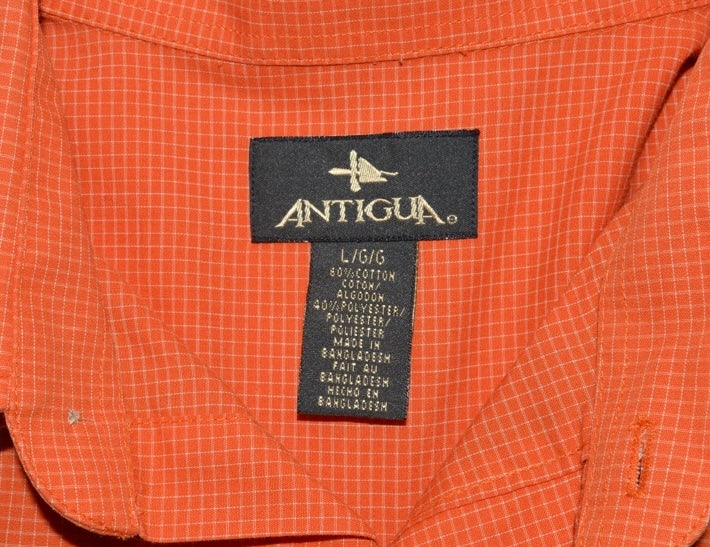 ANTIGUA®
L/G/G
60% COTTON
COTON/
ALGODON
40% POLYESTER/
POLYESTER/
POLIESTER
MADE IN
BANGLADESH
FAIT AU
BANGLADESH
HECHO EN
BANGLADESH